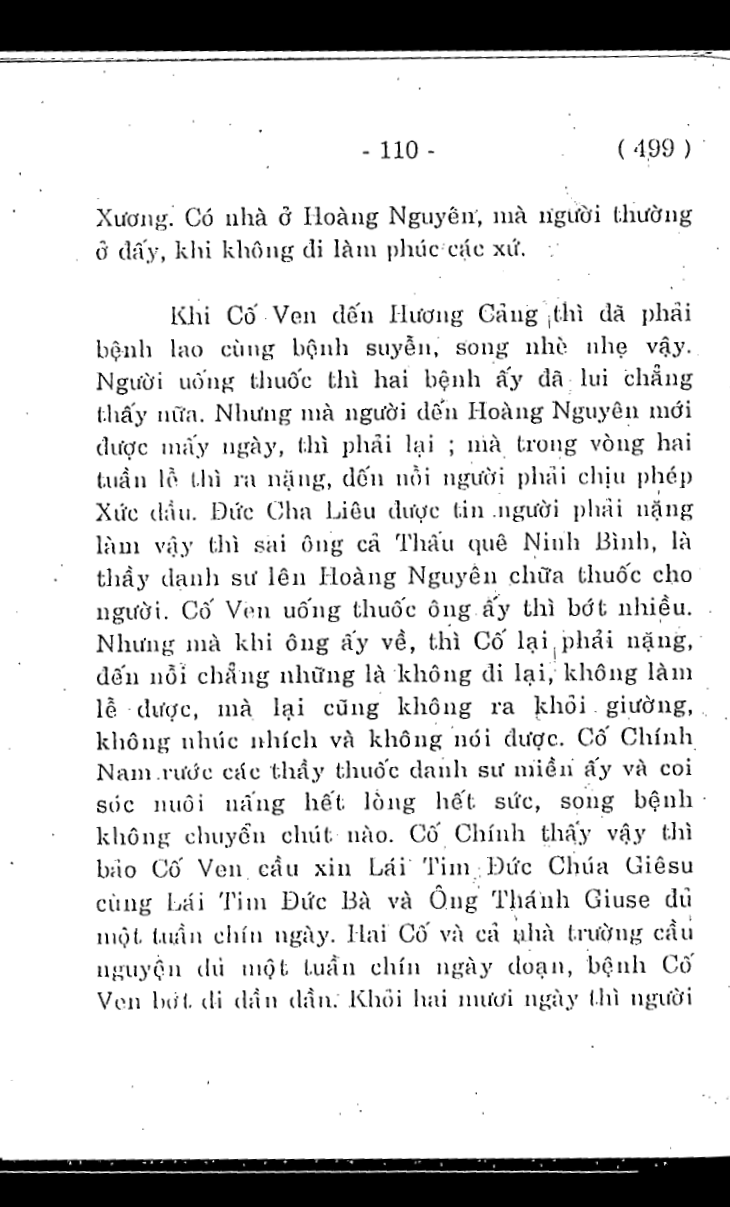 - 110 - ( 499 )
Xương. Có nhà ở Hoàng Nguyên, mà người thường
ở đấy, khi không đi làm phúc các xứ.
Khi Cố Ven đến Hương Cảng thì đã phải
bệnh lao cùng bệnh suyễn, song nhè nhẹ vậy.
Người uống thuốc thì hai bệnh ấy đã lui chẳng
thấy nữa. Nhưng mà người đến Hoàng Nguyên mới
được mấy ngày, thì phải lại ; mà trong vòng hai
tuần lễ thì ra nặng, đến nỗi người phải chịu phép
Xức dầu. Đức Cha Liêu được tin người phải nặng
làm vậy thì sai ông cả Thấu quê Ninh Bình, là
thầy danh sư lên Hoàng Nguyên chữa thuốc cho
người. Cố Ven uống thuốc ông ấy thì bớt nhiều.
Nhưng mà khi ông ấy về, thì Cố lại phải nặng,
đến nỗi chẳng những là không đi lại, không làm
lễ được, mà lại cũng không ra khỏi giường,
không nhúc nhích và không nói được. Cố Chính
Nam rước các thầy thuốc danh sư miền ấy và coi
sóc nuôi nấng hết lòng hết sức, song bệnh
không chuyển chút nào. Cố Chính thấy vậy thì
bảo Cố Ven cầu xin Lái Tim Đức Chúa Giêsu
cùng Lái Tim Đức Bà và Ông Thánh Giuse đủ
một tuần chín ngày. Hai Cố và cả nhà trường cầu
nguyện đủ một tuần chín ngày đoạn, bệnh Cố
Ven bớt đi dần dần. Khỏi hai mươi ngày thì người